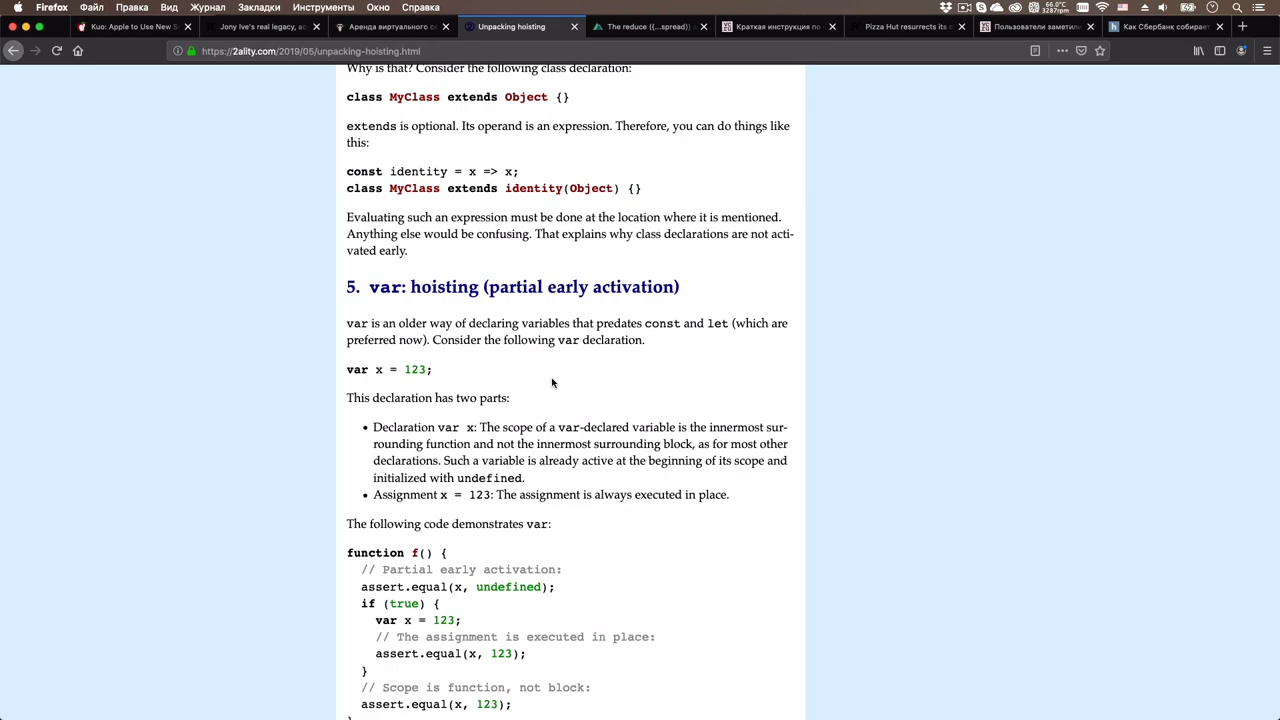 Firefox Файл Правка Вид Журнал Закладки Инструменты Окно Справка 56.0°C
Kuo: Apple to Use New S
Jony Ive's real legacy, ac
Аренда виртуального с
Unpacking hoisting
The reduce ({...spread}) e
Краткая инструкция по
Pizza Hut resurrects its c
Пользователи заметили
Как Сбербанк собирает
https://2ality.com/2019/05/unpacking-hoisting.html
Why is that? Consider the following class declaration:
class MyClass extends Object {}
extends is optional. Its operand is an expression. Therefore, you can do things like
this:
const identity = x => x;
class MyClass extends identity(Object) {}
Evaluating such an expression must be done at the location where it is mentioned.
Anything else would be confusing. That explains why class declarations are not acti-
vated early.
5. var: hoisting (partial early activation)
var is an older way of declaring variables that predates const and let (which are
preferred now). Consider the following var declaration.
var x = 123;
This declaration has two parts:
• Declaration var x: The scope of a var-declared variable is the innermost sur-
rounding function and not the innermost surrounding block, as for most other
declarations. Such a variable is already active at the beginning of its scope and
initialized with undefined.
• Assignment x = 123: The assignment is always executed in place.
The following code demonstrates var:
function f() {
// Partial early activation:
assert.equal(x, undefined);
if (true) {
var x = 123;
// The assignment is executed in place:
assert.equal(x, 123);
}
// Scope is function, not block:
assert.equal(x, 123);
}